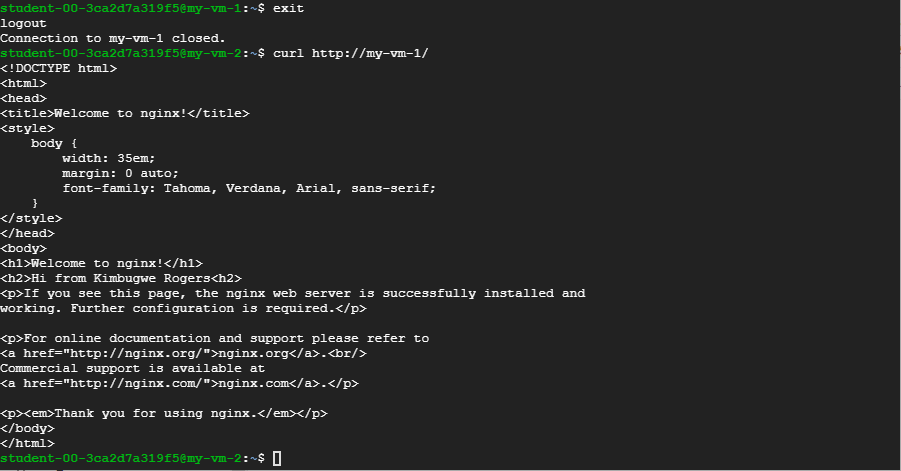 student-00-3ca2d7a319f5@my-vm-1:~$ exit
logout
Connection to my-vm-1 closed.
student-00-3ca2d7a319f5@my-vm-2:~$ curl http://my-vm-1/
<!DOCTYPE html>
<html>
<head>
<title>Welcome to nginx!</title>
<style>
    body {
        width: 35em;
        margin: 0 auto;
        font-family: Tahoma, Verdana, Arial, sans-serif;
    }
</style>
</head>
<body>
<h1>Welcome to nginx!</h1>
<h2>Hi from Kimbugwe Rogers<h2>
<p>If you see this page, the nginx web server is successfully installed and
working. Further configuration is required.</p>

<p>For online documentation and support please refer to
<a href="http://nginx.org/">nginx.org</a>.<br/>
Commercial support is available at
<a href="http://nginx.com/">nginx.com</a>.</p>

<p><em>Thank you for using nginx.</em></p>
</body>
</html>
student-00-3ca2d7a319f5@my-vm-2:~$